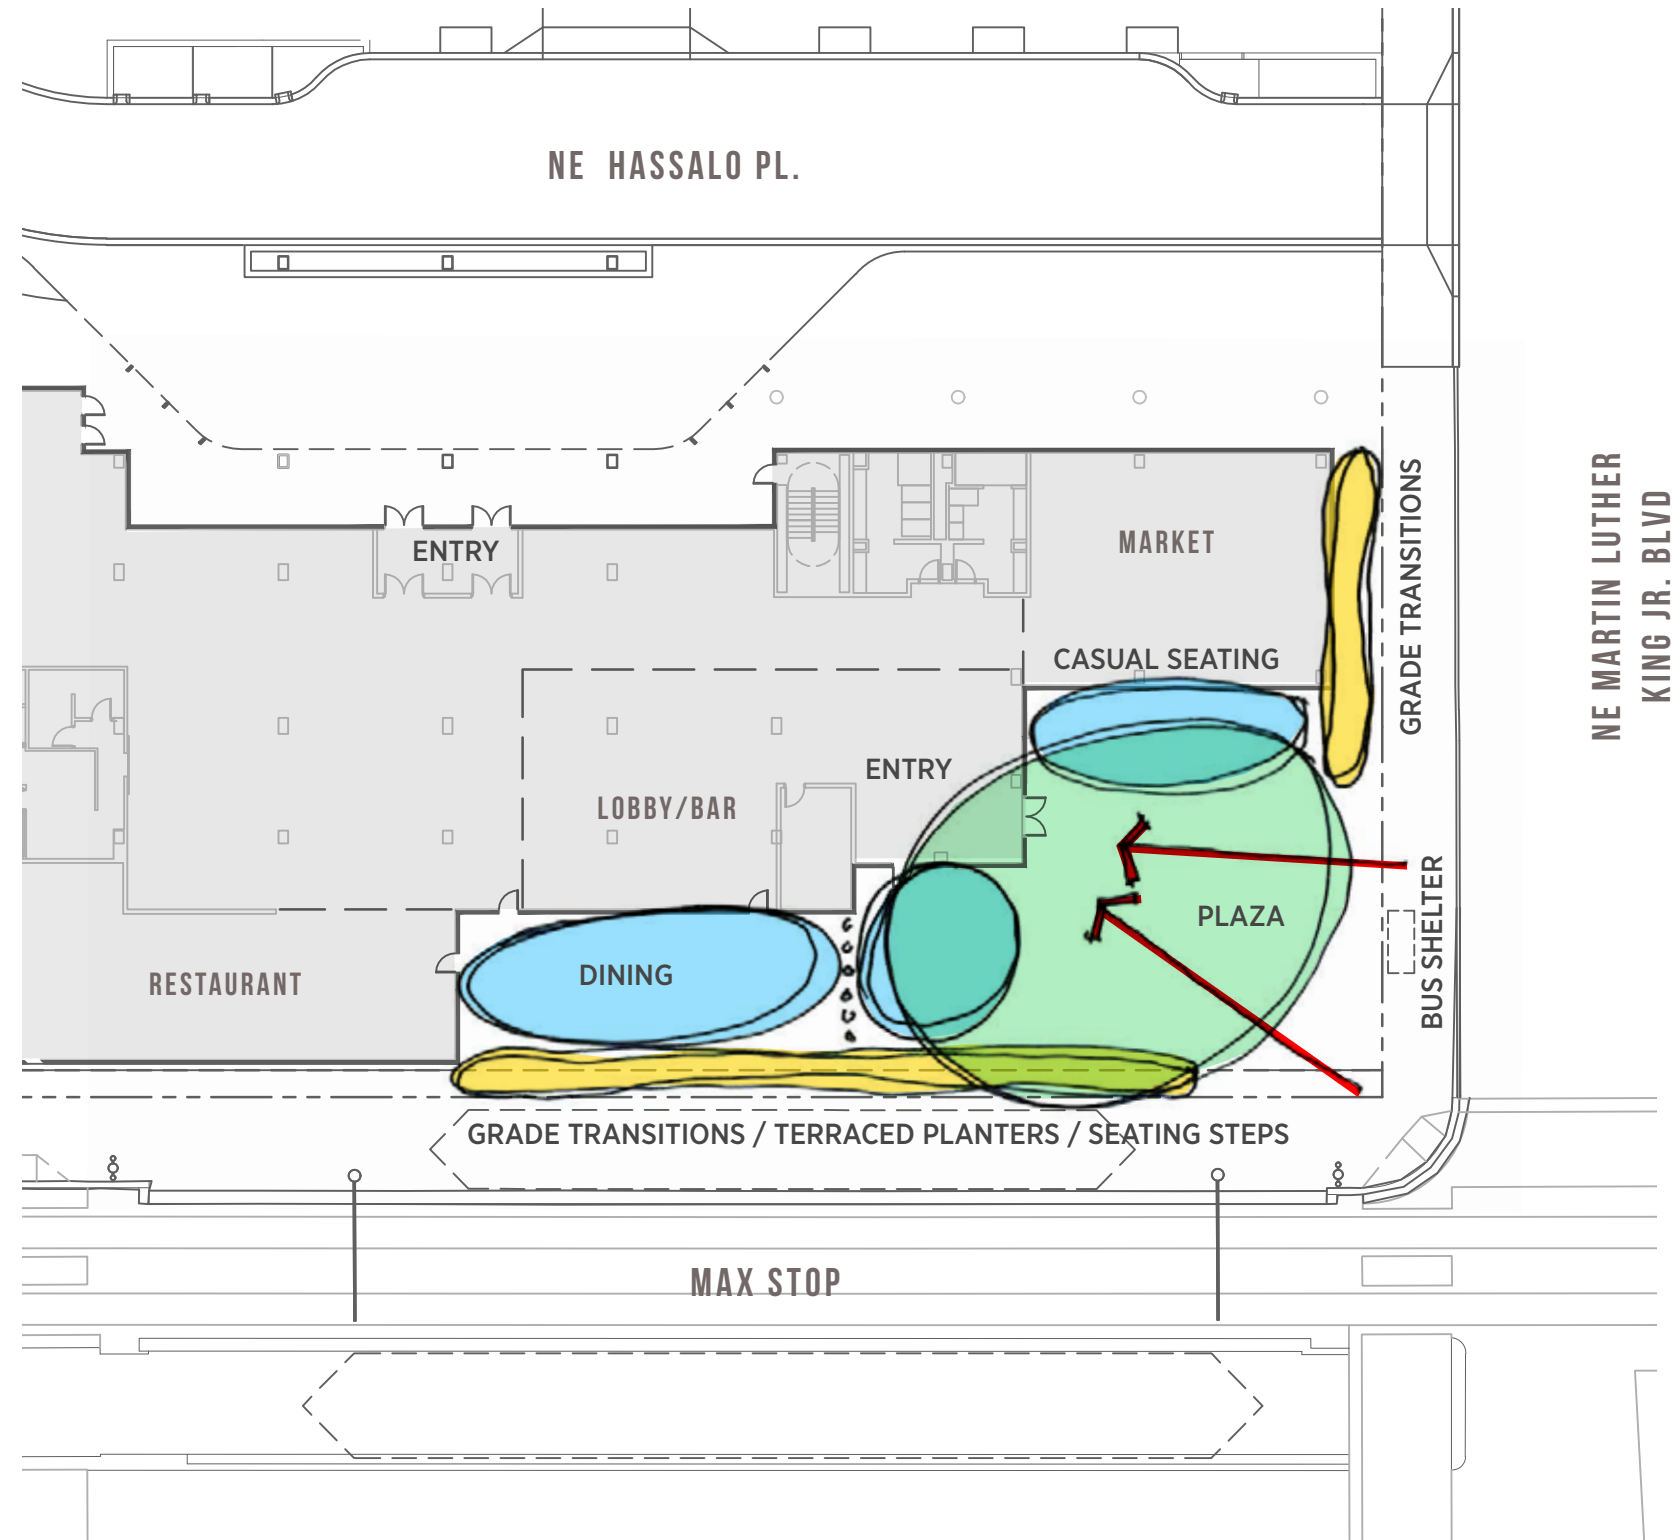 NE HASSALO PL.
ENTRY
MARKET
GRADE TRANSITIONS
NE MARTIN LUTHER
KING JR. BLVD
CASUAL SEATING
ENTRY
LOBBY/BAR
PLAZA
BUS SHELTER
DINING
RESTAURANT
GRADE TRANSITIONS / TERRACED PLANTERS / SEATING STEPS
MAX STOP